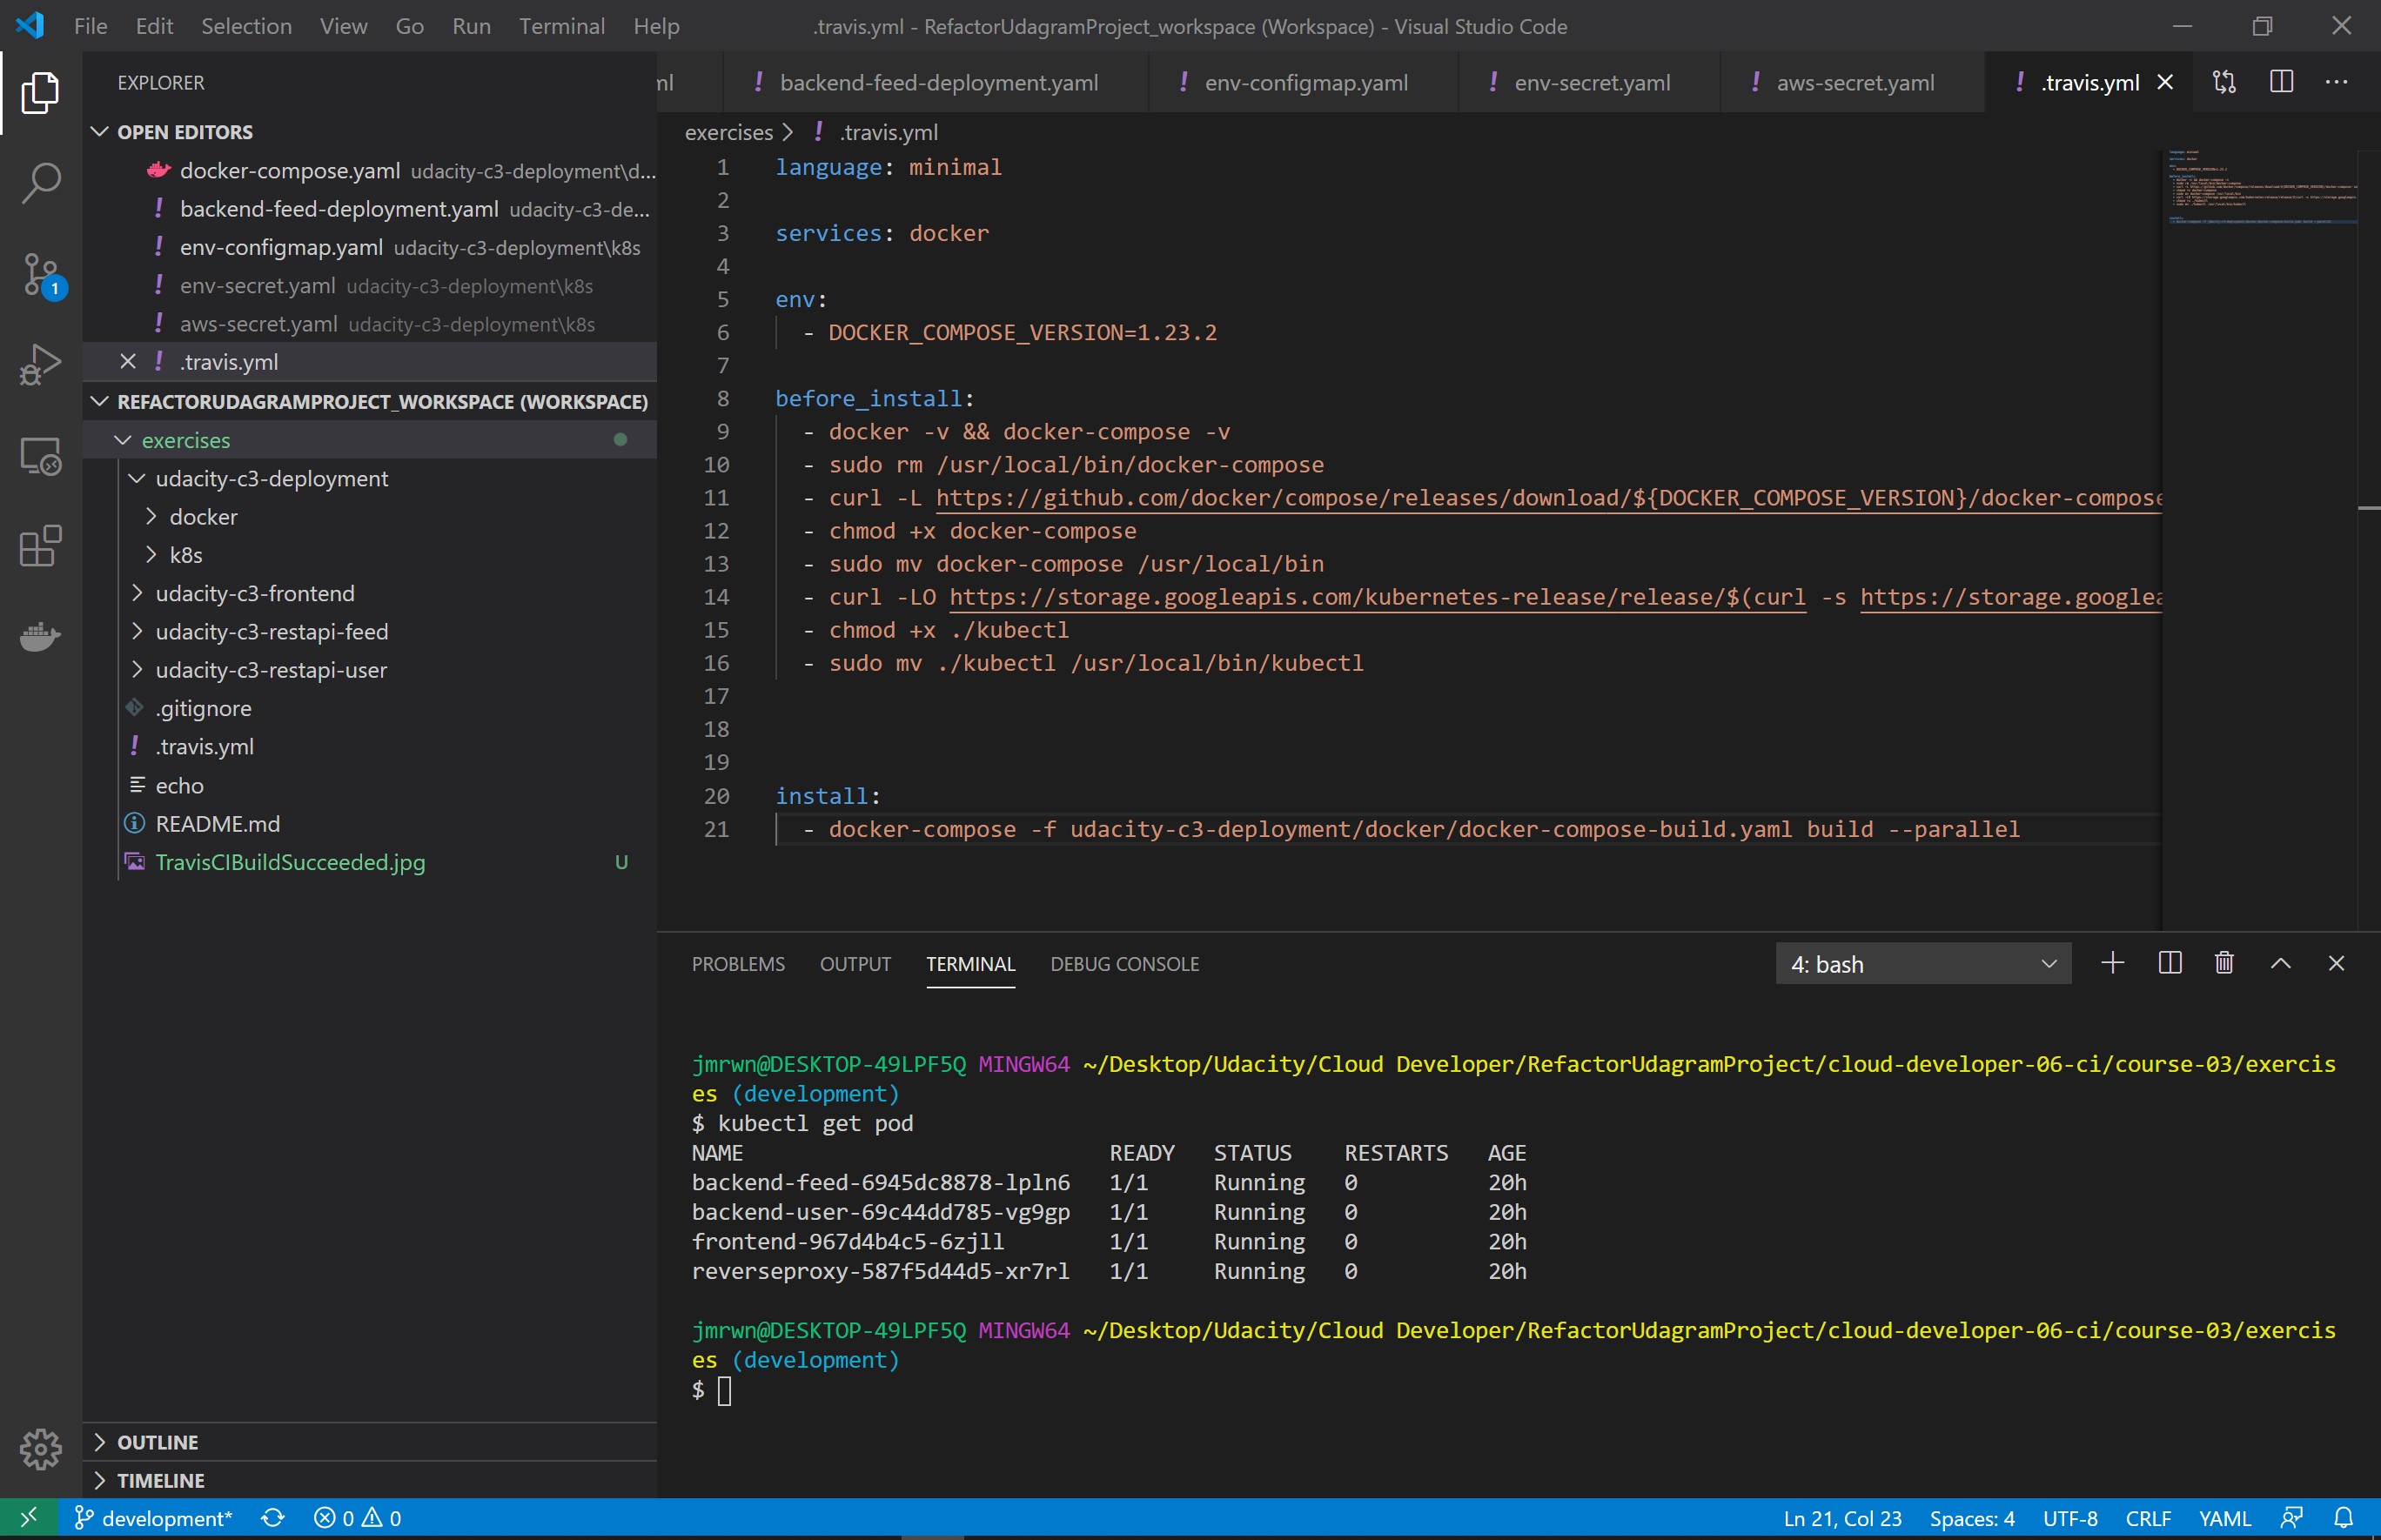 File Edit Selection View Go Run Terminal Help
.travis.yml - RefactorUdagramProject_workspace (Workspace) - Visual Studio Code
EXPLORER
OPEN EDITORS
docker-compose.yaml udacity-c3-deployment\d...
! backend-feed-deployment.yaml udacity-c3-de...
! env-configmap.yaml udacity-c3-deployment\k8s
! env-secret.yaml udacity-c3-deployment\k8s
! aws-secret.yaml udacity-c3-deployment\k8s
! .travis.yml
REFACTORUDAGRAMPROJECT_WORKSPACE (WORKSPACE)
exercises
udacity-c3-deployment
docker
k8s
udacity-c3-frontend
udacity-c3-restapi-feed
udacity-c3-restapi-user
.gitignore
! .travis.yml
echo
README.md
TravisCIBuildSucceeded.jpg U
OUTLINE
TIMELINE
1
ml ! backend-feed-deployment.yaml ! env-configmap.yaml ! env-secret.yaml ! aws-secret.yaml ! .travis.yml
exercises > ! .travis.yml
1 language: minimal
2
3 services: docker
4
5 env:
6 - DOCKER_COMPOSE_VERSION=1.23.2
7
8 before_install:
9 - docker -v && docker-compose -v
10 - sudo rm /usr/local/bin/docker-compose
11 - curl -L https://github.com/docker/compose/releases/download/${DOCKER_COMPOSE_VERSION}/docker-compose
12 - chmod +x docker-compose
13 - sudo mv docker-compose /usr/local/bin
14 - curl -LO https://storage.googleapis.com/kubernetes-release/release/$(curl -s https://storage.googlea
15 - chmod +x ./kubectl
16 - sudo mv ./kubectl /usr/local/bin/kubectl
17
18
19
20 install:
21 - docker-compose -f udacity-c3-deployment/docker/docker-compose-build.yaml build --parallel
PROBLEMS OUTPUT TERMINAL DEBUG CONSOLE 4: bash
jmrwn@DESKTOP-49LPF5Q MINGW64 ~/Desktop/Udacity/Cloud Developer/RefactorUdagramProject/cloud-developer-06-ci/course-03/exercis
es (development)
$ kubectl get pod
NAME READY STATUS RESTARTS AGE
backend-feed-6945dc8878-lpln6 1/1 Running 0 20h
backend-user-69c44dd785-vg9gp 1/1 Running 0 20h
frontend-967d4b4c5-6zjll 1/1 Running 0 20h
reverseproxy-587f5d44d5-xr7rl 1/1 Running 0 20h
jmrwn@DESKTOP-49LPF5Q MINGW64 ~/Desktop/Udacity/Cloud Developer/RefactorUdagramProject/cloud-developer-06-ci/course-03/exercis
es (development)
$
development* 0 0 Ln 21, Col 23 Spaces: 4 UTF-8 CRLF YAML